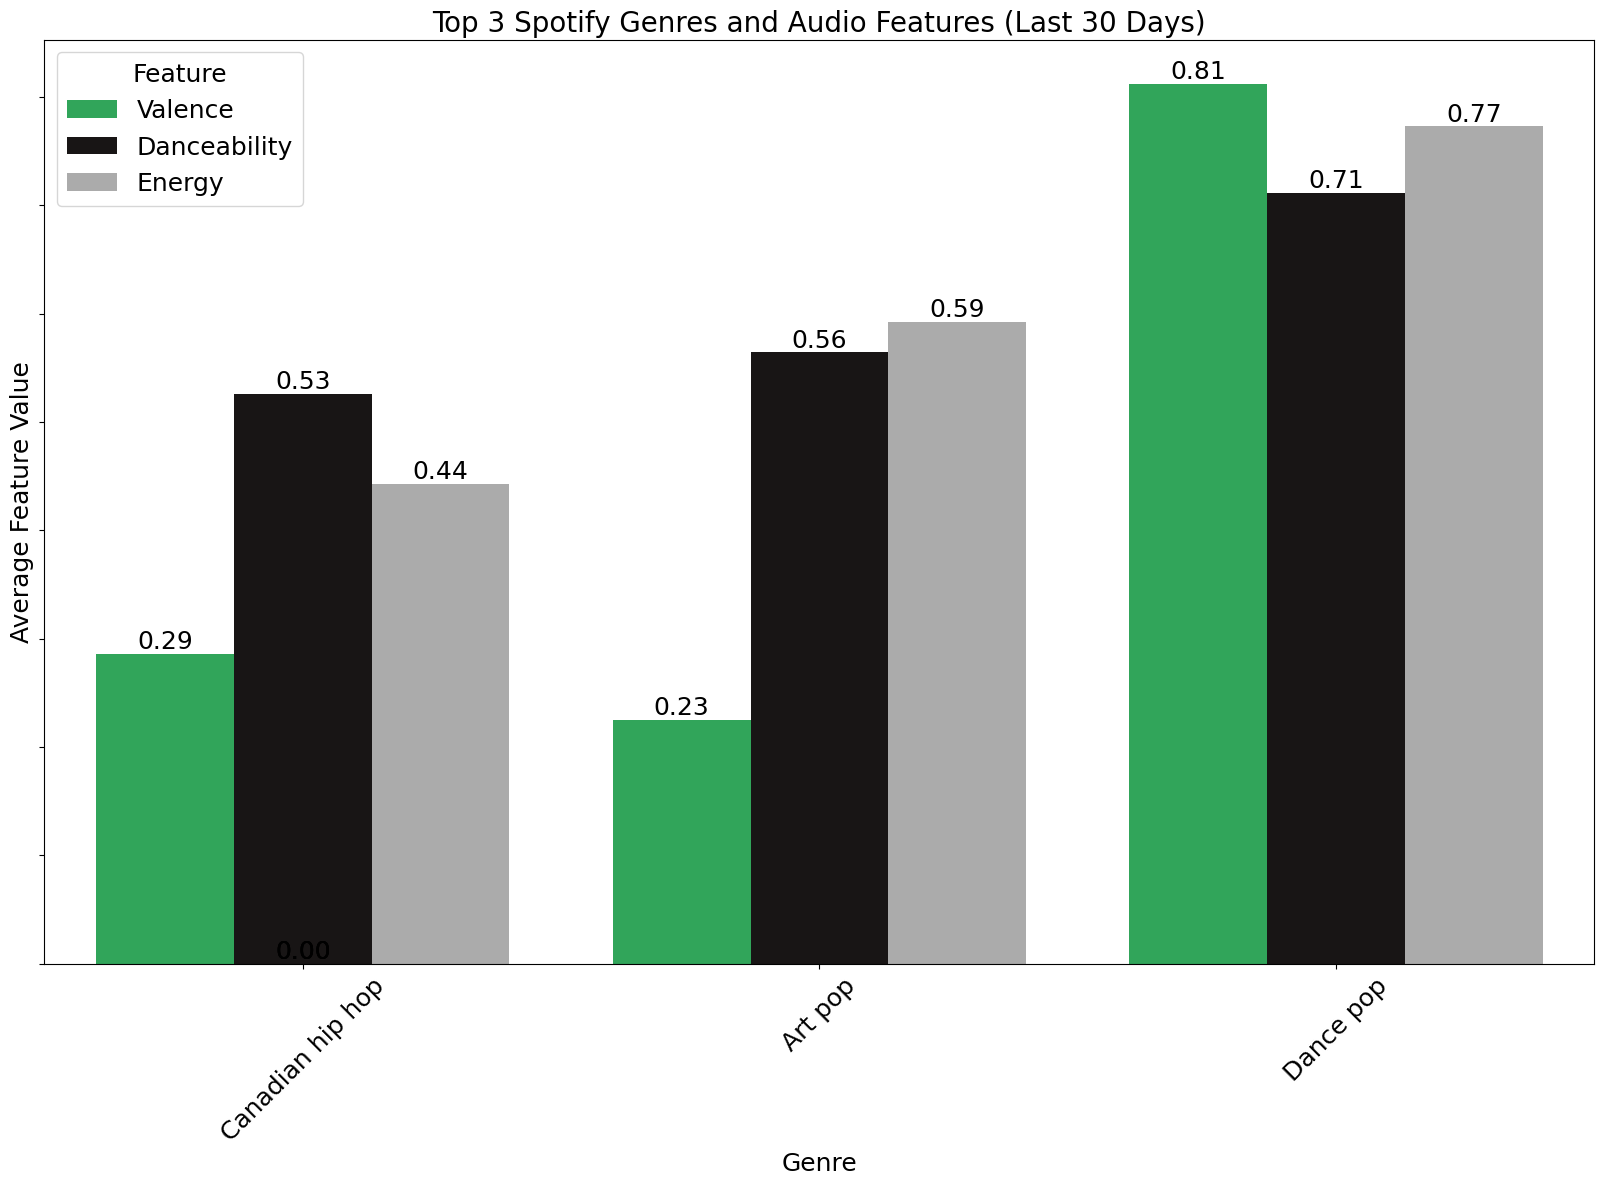 Top 3 Spotify Genres and Audio Features (Last 30 Days)
Feature
Valence
Danceability
Energy
Average Feature Value
0.29
0.53
0.44
0.00
0.23
0.56
0.59
0.81
0.71
0.77
Canadian hip hop
Art pop
Dance pop
Genre